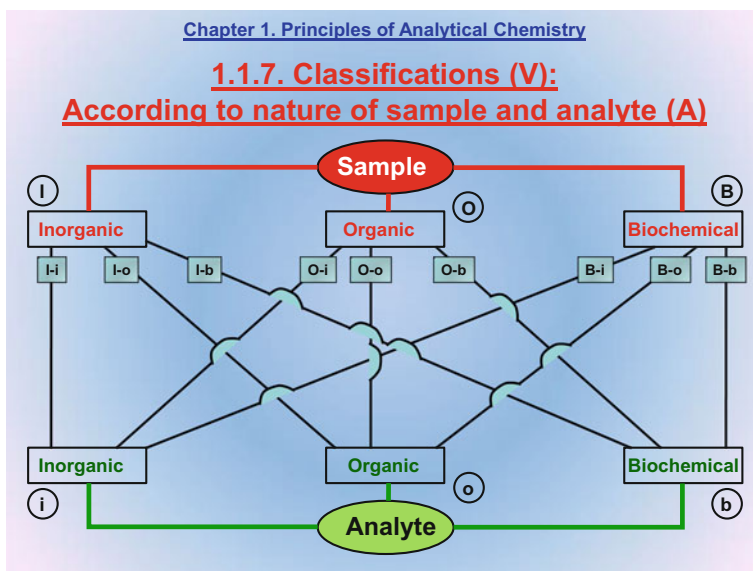 Chapter 1. Principles of Analytical Chemistry
1.1.7. Classifications (V):
According to nature of sample and analyte (A)
Sample
I
O
B
Inorganic
Organic
Biochemical
I-i
I-o
I-b
O-i
O-o
O-b
B-i
B-o
B-b
Inorganic
Organic
Biochemical
i
o
b
Analyte